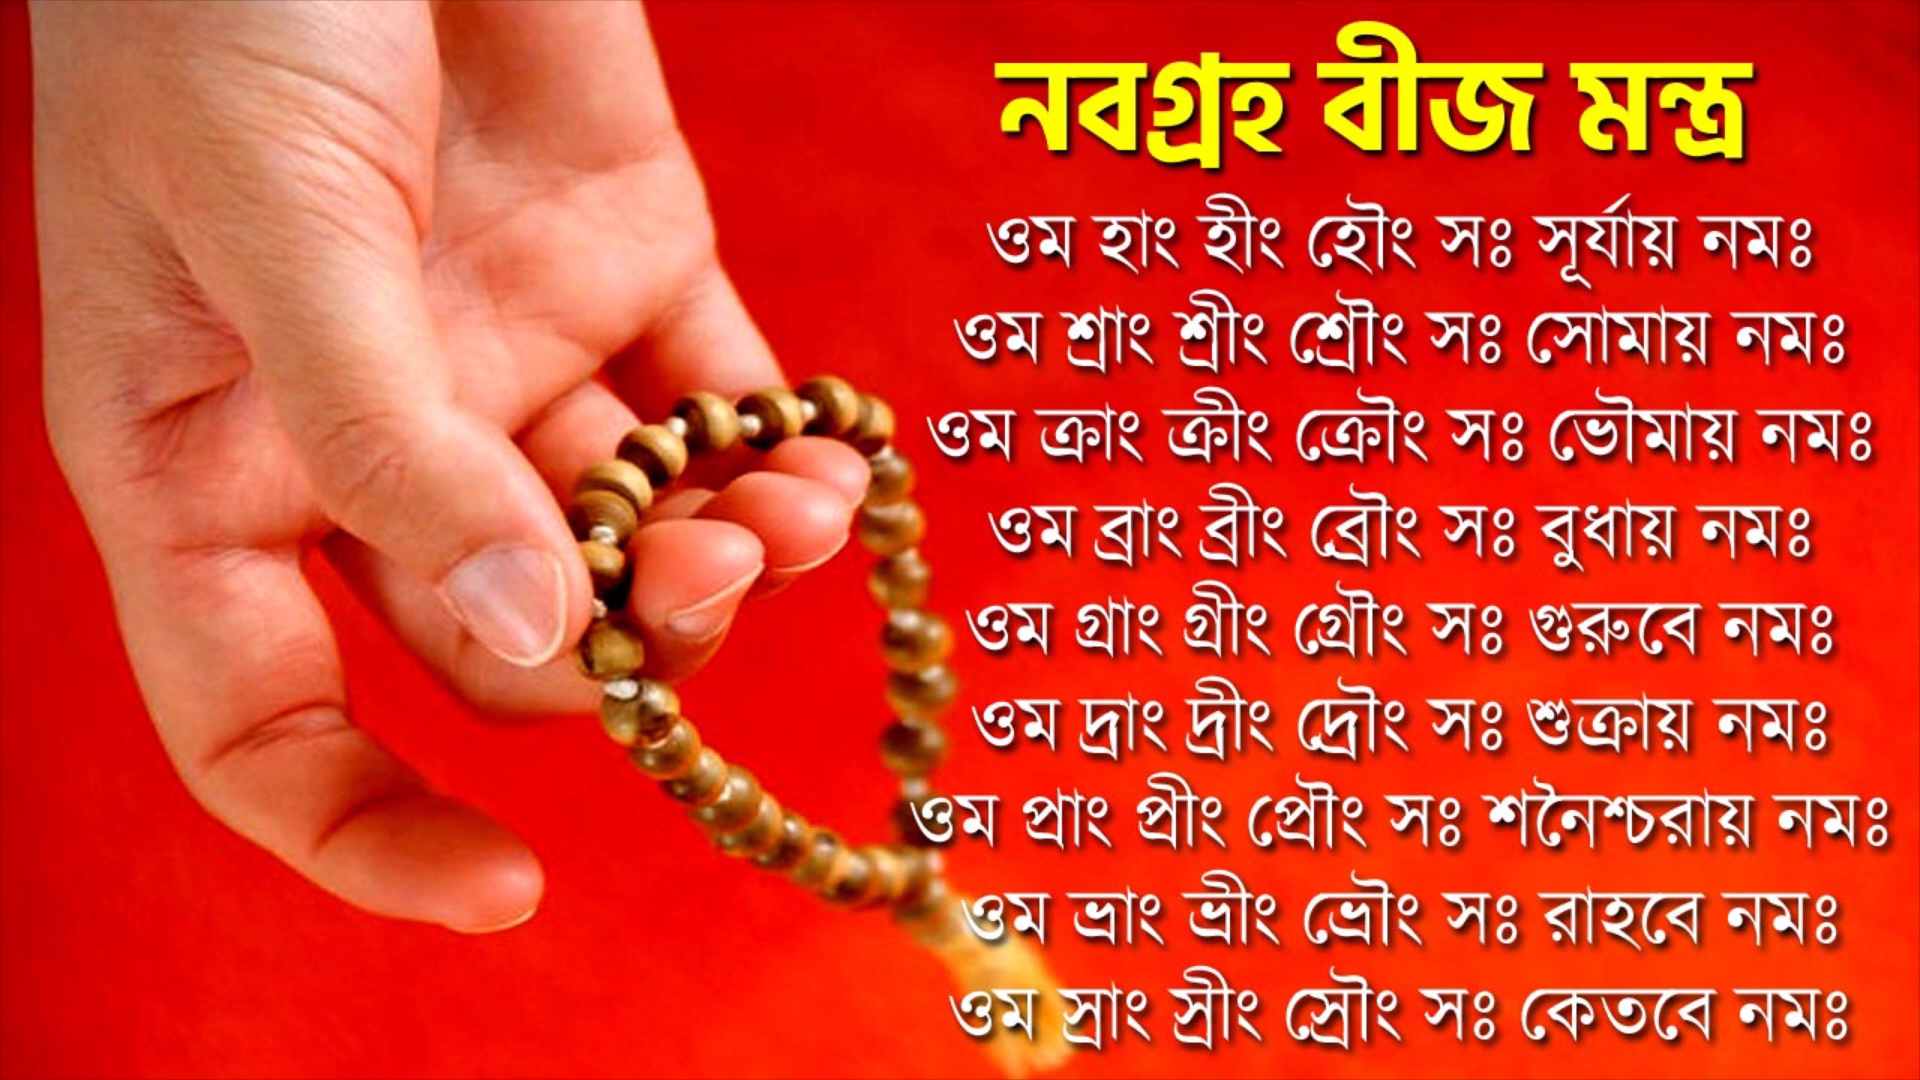 নবগ্রহ বীজ মন্ত্র
ওম হাং হীং হৌং সঃ সূর্যায় নমঃ
ওম শ্রাং শ্রীং শ্রৌং সঃ সোমায় নমঃ
ওম ক্রাং ক্রীং ক্রৌং সঃ ভৌমায় নমঃ
ওম ব্রাং ব্রীং ব্রৌং সঃ বুধায় নমঃ
ওম গ্রাং গ্রীং গ্রৌং সঃ গুরুবে নমঃ
ওম দ্রাং দ্রীং দ্রৌং সঃ শুক্রায় নমঃ
ওম প্রাং প্রীং প্রৌং সঃ শনৈশ্চরায় নমঃ
ওম ভ্রাং ভ্রীং ভ্রৌং সঃ রাহবে নমঃ
ওম স্রাং স্রীং স্রৌং সঃ কেতবে নমঃ